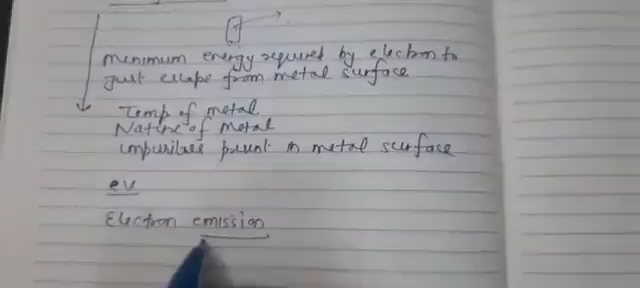 minimum energy required by electron to
just escape from metal surface
Temp of metal
Nature of metal
impurities present in metal surface
ev
Electron emission